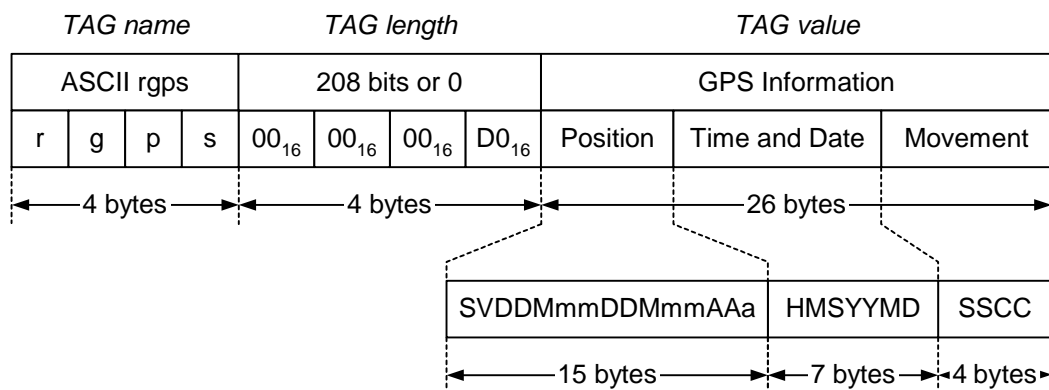 TAG name TAG length TAG value
ASCII rgps 208 bits or 0 GPS Information
r g p s 00₁₆ 00₁₆ 00₁₆ D0₁₆ Position Time and Date Movement
4 bytes 4 bytes 26 bytes
SVDDMmmDDMmmAAa HMSYYMD SSCC
15 bytes 7 bytes 4 bytes